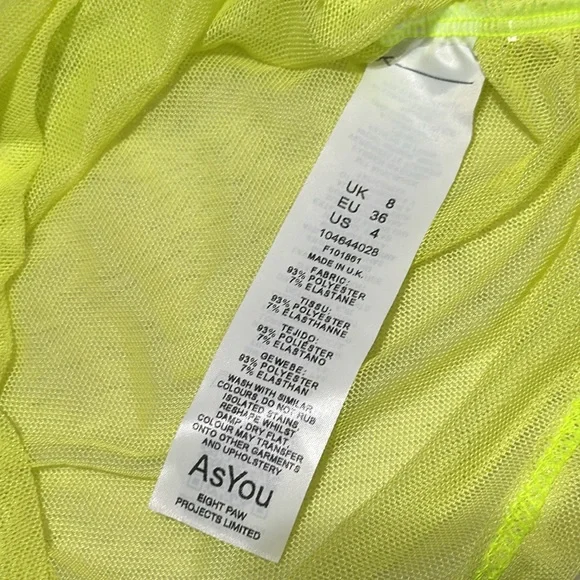 UK 8
EU 36
US 4
104644028
F101861
MADE IN U.K.
FABRIC:
93% POLYESTER
7% ELASTANE
TISSU:
93% POLYESTER
7% ELASTHANNE
TEJIDO:
93% POLIÉSTER
7% ELASTANO
GEWEBE:
93% POLYESTER
7% ELASTHAN
WASH WITH SIMILAR
COLOURS, DO NOT RUB
ISOLATED STAINS,
RESHAPE WHILST
DAMP, DRY FLAT,
COLOUR MAY TRANSFER
ONTO OTHER GARMENTS
AND UPHOLSTERY
AsYou
EIGHT PAW
PROJECTS LIMITED